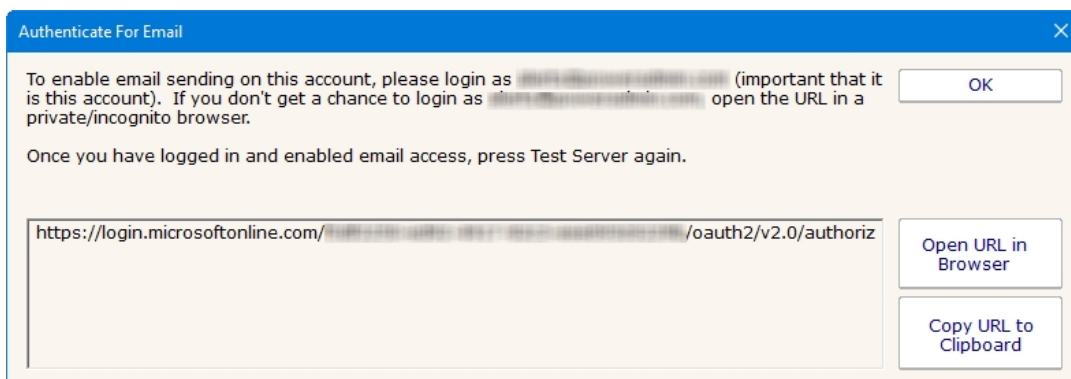 Authenticate For Email
To enable email sending on this account, please login as (important that it
is this account). If you don't get a chance to login as open the URL in a
private/incognito browser.
Once you have logged in and enabled email access, press Test Server again.
OK
https://login.microsoftonline.com/ /oauth2/v2.0/authoriz
Open URL in
Browser
Copy URL to
Clipboard